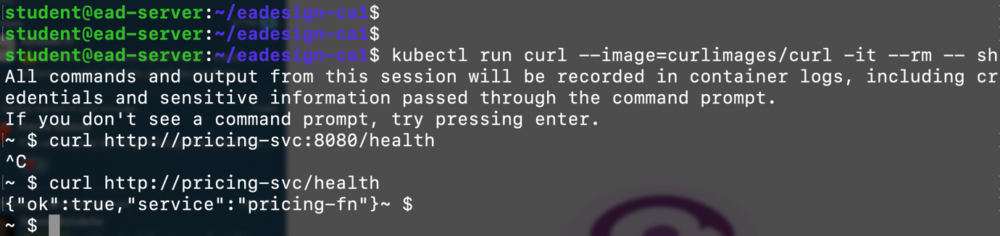 student@ead-server:~/eadesign-ca1$
student@ead-server:~/eadesign-ca1$
student@ead-server:~/eadesign-ca1$ kubectl run curl --image=curlimages/curl -it --rm -- sh
All commands and output from this session will be recorded in container logs, including cr
edentials and sensitive information passed through the command prompt.
If you don't see a command prompt, try pressing enter.
~ $ curl http://pricing-svc:8080/health
^C
~ $ curl http://pricing-svc/health
{"ok":true,"service":"pricing-fn"}~ $
~ $